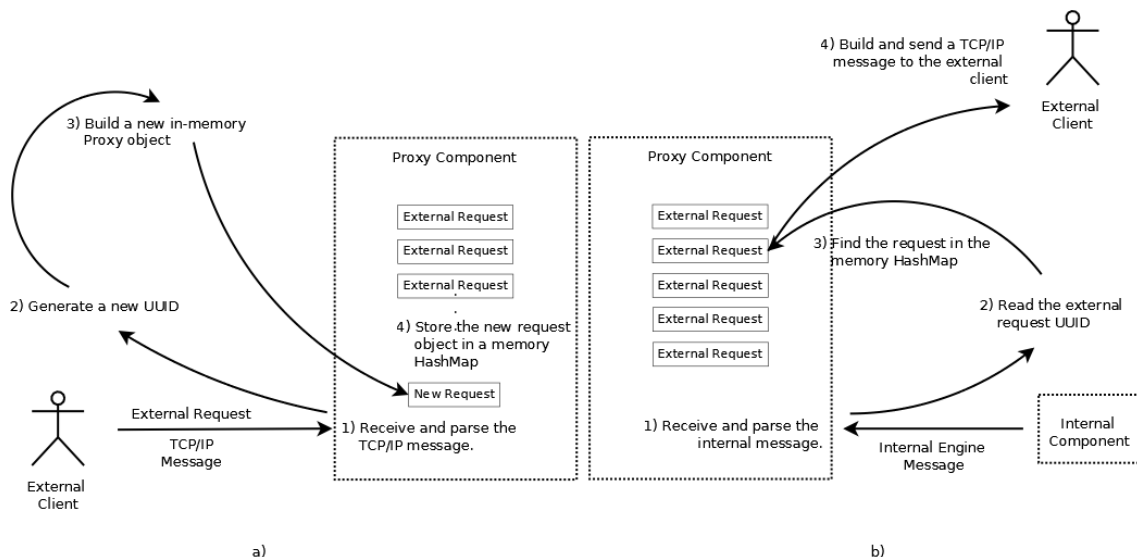 3) Build a new in-memory
Proxy object
Proxy Component
External Request
External Request
External Request
.
.
.
2) Generate a new UUID
4) Store the new request
object in a memory
HashMap
New Request
External Request
TCP/IP
Message
1) Receive and parse the
TCP/IP message.
External
Client
a)
4) Build and send a TCP/IP
message to the external
client
External
Client
Proxy Component
External Request
External Request
External Request
External Request
External Request
3) Find the request in the
memory HashMap
2) Read the external
request UUID
1) Receive and parse the
internal message.
Internal Engine
Message
Internal
Component
b)